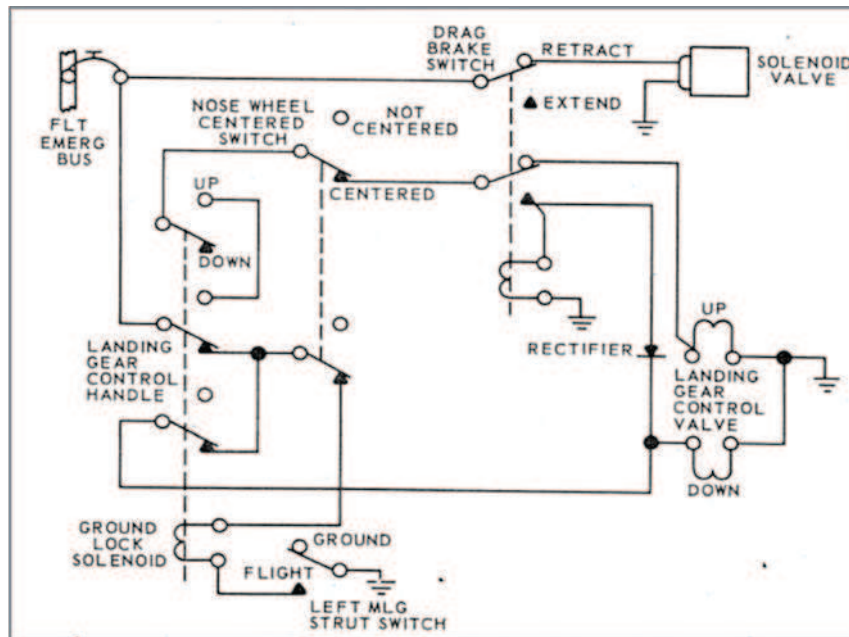 DRAG
BRAKE
SWITCH
RETRACT
SOLENOID
VALVE
EXTEND
FLT
EMERG
BUS
NOSE WHEEL
CENTERED
SWITCH
NOT
CENTERED
CENTERED
UP
DOWN
LANDING
GEAR
CONTROL
HANDLE
RECTIFIER
UP
LANDING
GEAR
CONTROL
VALVE
DOWN
GROUND
LOCK
SOLENOID
GROUND
FLIGHT
LEFT MLG
STRUT SWITCH